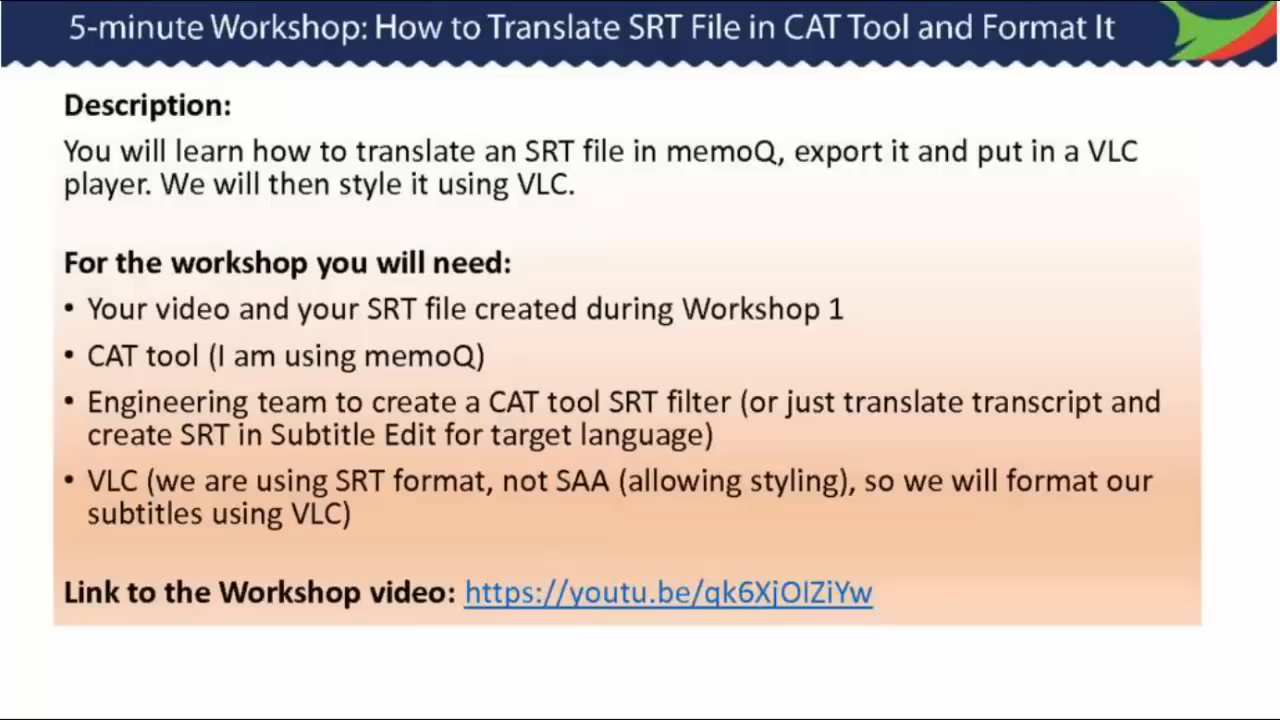 5-minute Workshop: How to Translate SRT File in CAT Tool and Format It
Description:
You will learn how to translate an SRT file in memoQ, export it and put in a VLC
player. We will then style it using VLC.
For the workshop you will need:
• Your video and your SRT file created during Workshop 1
• CAT tool (I am using memoQ)
• Engineering team to create a CAT tool SRT filter (or just translate transcript and
create SRT in Subtitle Edit for target language)
• VLC (we are using SRT format, not SAA (allowing styling), so we will format our
subtitles using VLC)
Link to the Workshop video: https://youtu.be/qk6XjOIZiYw